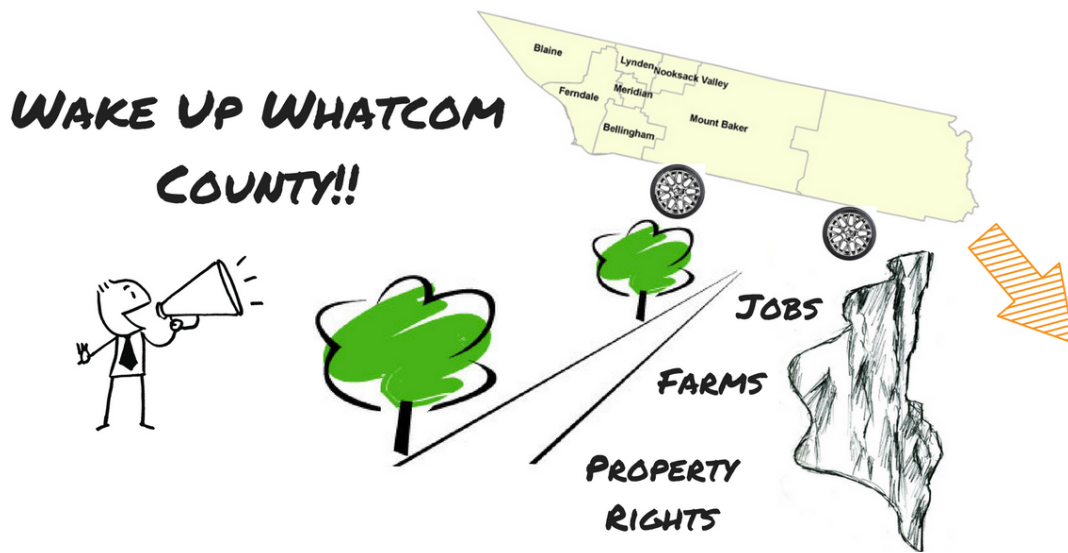 Wake Up Whatcom
County!!
Blaine
Lynden
Nooksack Valley
Ferndale
Meridian
Bellingham
Mount Baker
Jobs
Farms
Property
Rights